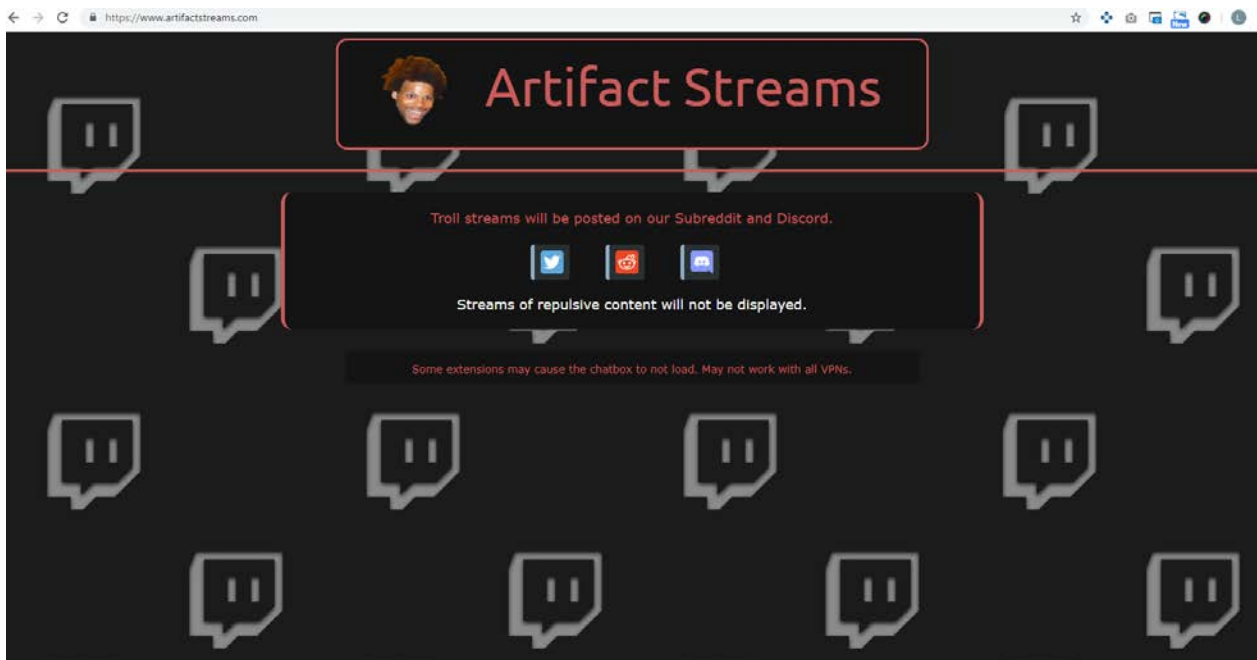 https://www.artifactstreams.com
New
L
Artifact Streams
Troll streams will be posted on our Subreddit and Discord.
Streams of repulsive content will not be displayed.
Some extensions may cause the chatbox to not load. May not work with all VPNs.